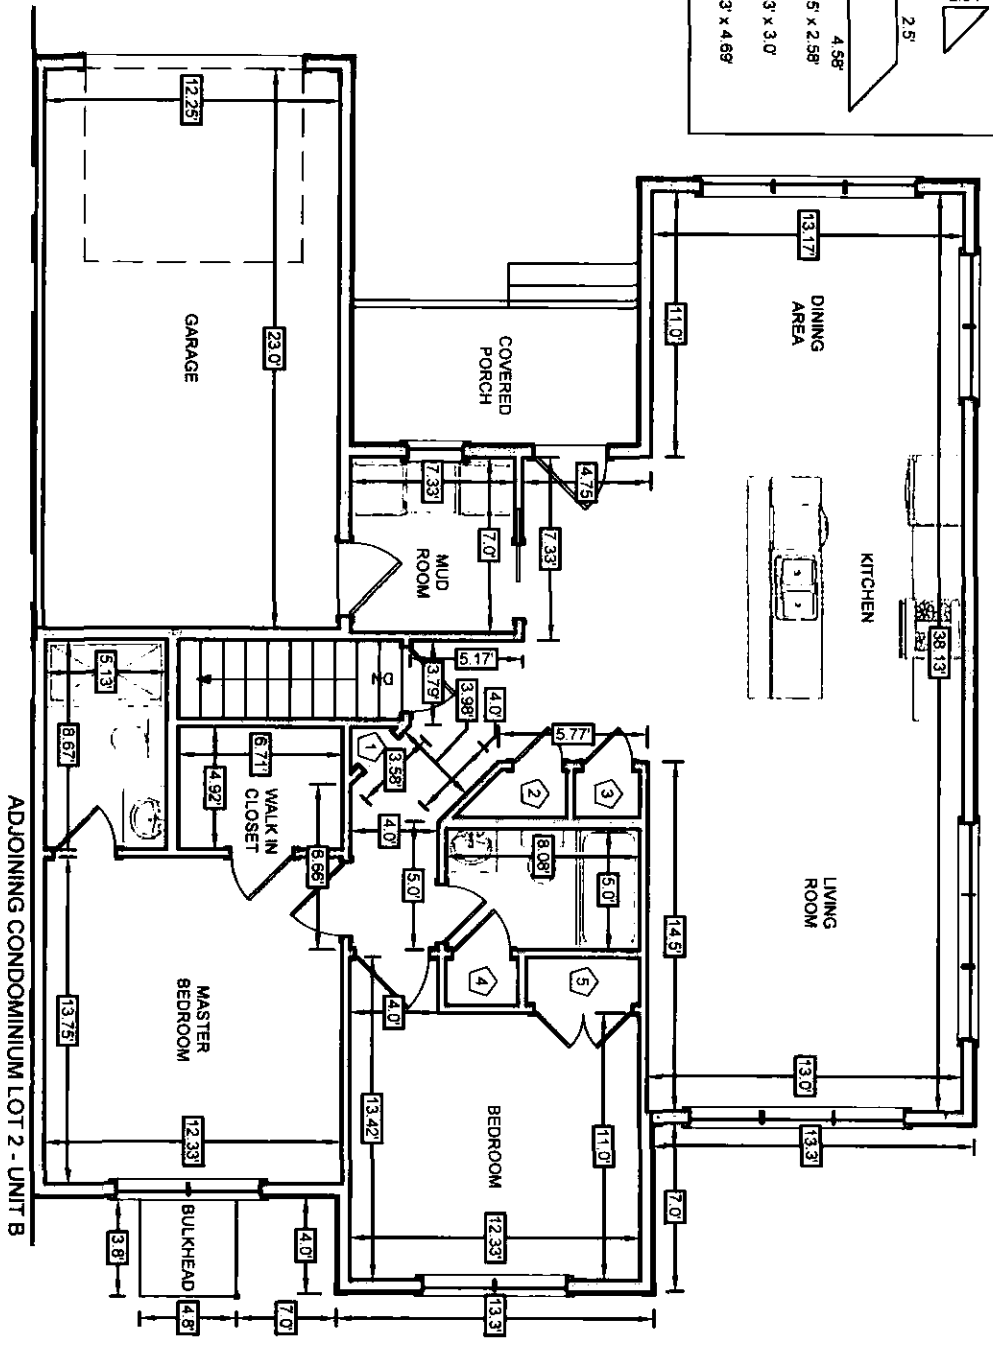 2.5'
4.58'
5' x 2.58'
3' x 3.0'
3' x 4.69'
38.13'
13.17'
DINING
AREA
11.0'
KITCHEN
LIVING
ROOM
13.0'
13.3'
14.5'
7.0'
COVERED
PORCH
4.75
7.33'
7.33'
7.0'
MUD
ROOM
12.25'
23.0'
GARAGE
5.17'
3.79'
3.98'
4.0'
5.77'
DN
1
3.58'
2
3
4.0'
5.0'
8.08'
5.0'
4
5
5.13'
8.67'
6.71'
4.92'
WALK IN
CLOSET
8.66'
4.0'
13.42'
BEDROOM
11.0'
12.33'
13.3'
MASTER
BEDROOM
13.75'
12.33'
BULKHEAD
4.0'
3.8'
4.8'
7.0'
ADJOINING CONDOMINIUM LOT 2 - UNIT B